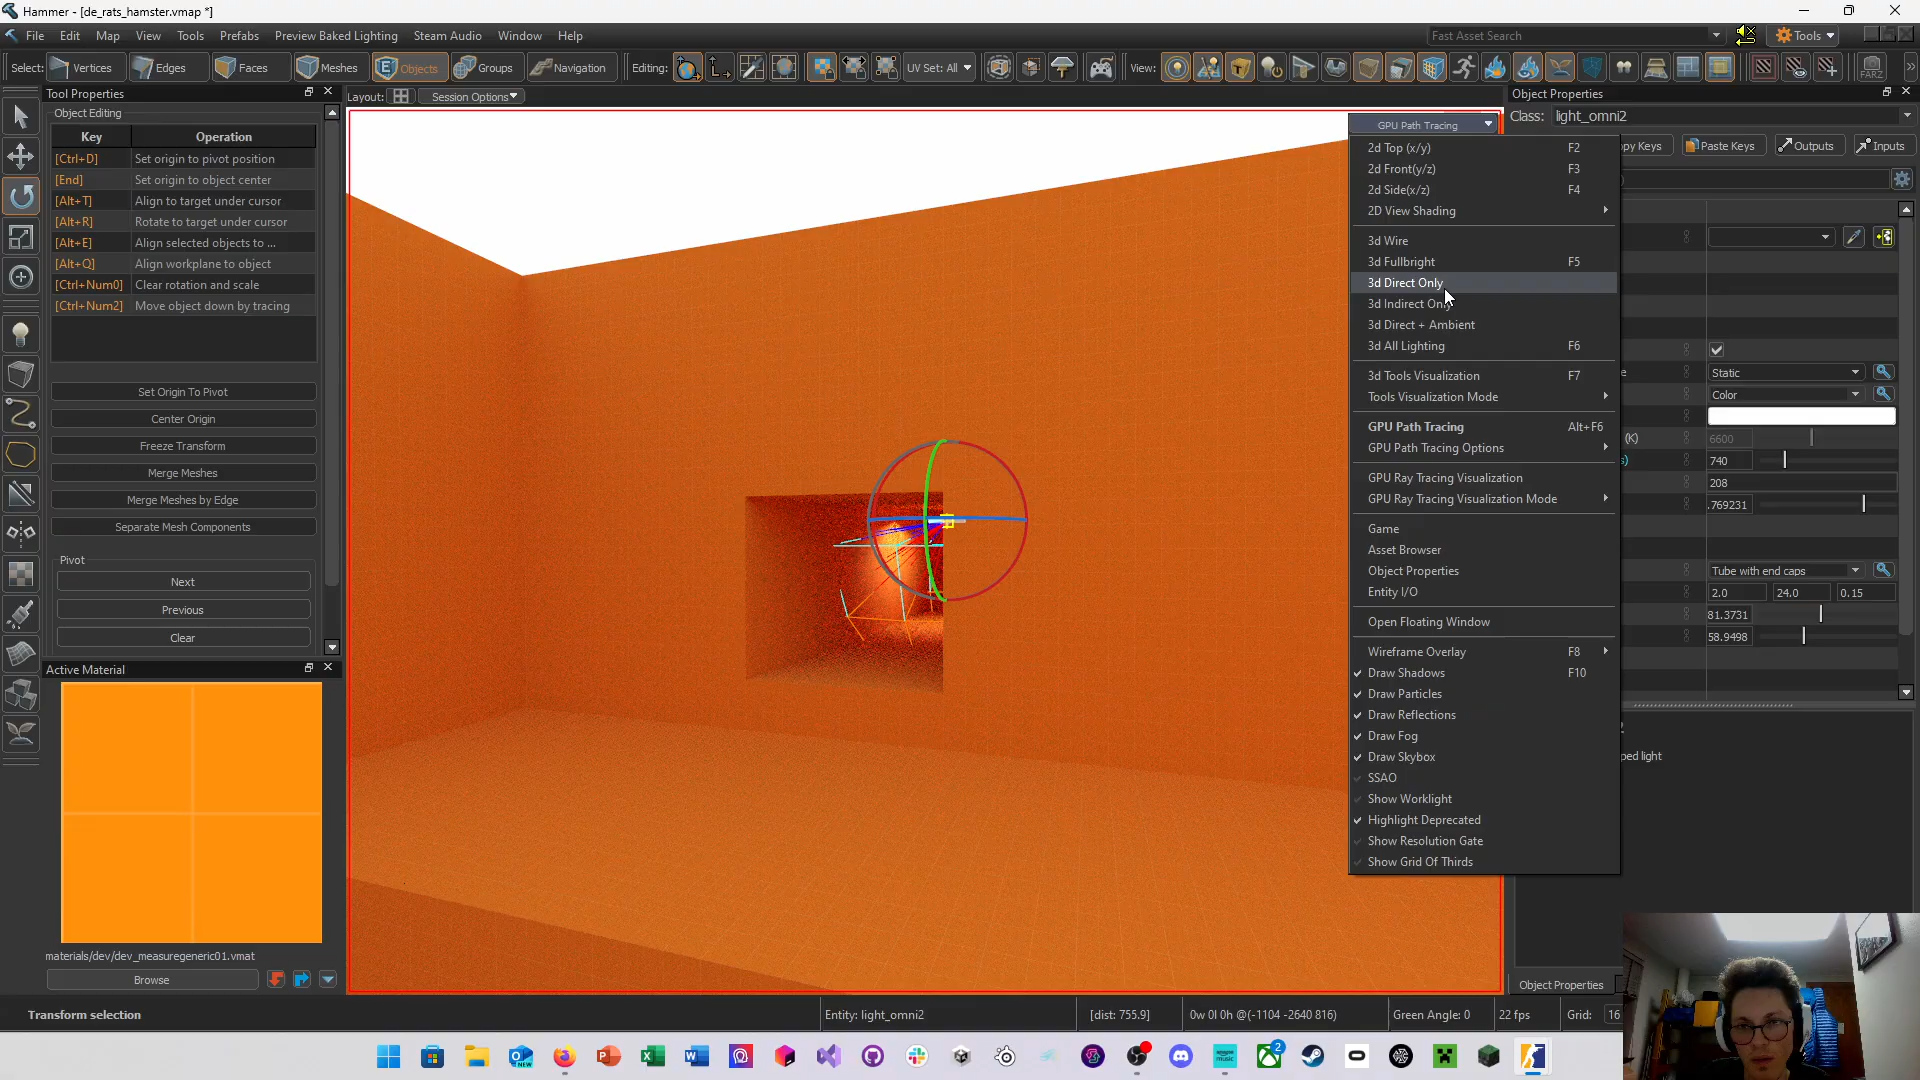 Hammer - [de_rats_hamster.vmap *]
File Edit Map View Tools Prefabs Preview Baked Lighting Steam Audio Window Help
Fast Asset Search
Tools
Select: Vertices Edges Faces Meshes Objects Groups Navigation Editing: UV Set: All View: FARZ
Tool Properties
Layout: Session Options
Object Properties
Object Editing
Class: light_omni2
Key Operation
[Ctrl+D] Set origin to pivot position
[End] Set origin to object center
[Alt+T] Align to target under cursor
[Alt+R] Rotate to target under cursor
[Alt+E] Align selected objects to ...
[Alt+Q] Align workplane to object
[Ctrl+Num0] Clear rotation and scale
[Ctrl+Num2] Move object down by tracing
Set Origin To Pivot
Center Origin
Freeze Transform
Merge Meshes
Merge Meshes by Edge
Separate Mesh Components
Pivot
Next
Previous
Clear
Active Material
materials/dev/dev_measuregeneric01.vmat
Browse
GPU Path Tracing
2d Top (x/y) F2
2d Front(y/z) F3
2d Side(x/z) F4
2D View Shading
3d Wire
3d Fullbright F5
3d Direct Only
3d Indirect Only
3d Direct + Ambient
3d All Lighting F6
3d Tools Visualization F7
Tools Visualization Mode
GPU Path Tracing Alt+F6
GPU Path Tracing Options
GPU Ray Tracing Visualization
GPU Ray Tracing Visualization Mode
Game
Asset Browser
Object Properties
Entity I/O
Open Floating Window
Wireframe Overlay F8
Draw Shadows F10
Draw Particles
Draw Reflections
Draw Fog
Draw Skybox
SSAO
Show Worklight
Highlight Deprecated
Show Resolution Gate
Show Grid Of Thirds
py Keys Paste Keys Outputs Inputs
e Static
Color
(K) 6600
s) 740
208
.769231
Tube with end caps
2.0 24.0 0.15
81.3731
58.9498
ped light
Object Properties
Transform selection
Entity: light_omni2
[dist: 755.9]
0w 0l 0h @(-1104 -2640 816)
Green Angle: 0
22 fps
Grid: 16
NEW
2